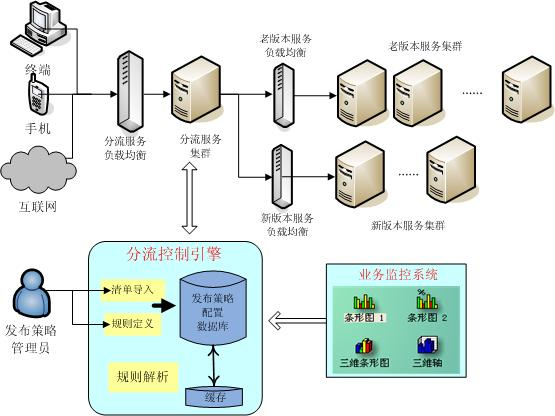 终端
手机
互联网
分流服务
负载均衡
分流服务
集群
老版本服务
负载均衡
老版本服务集群
......
新版本服务
负载均衡
......
新版本服务集群
分流控制引擎
清单导入
规则定义
发布策略
配置
数据库
规则解析
缓存
发布策略
管理员
业务监控系统
条形图 1
%
条形图 2
三维条形图
三维轴